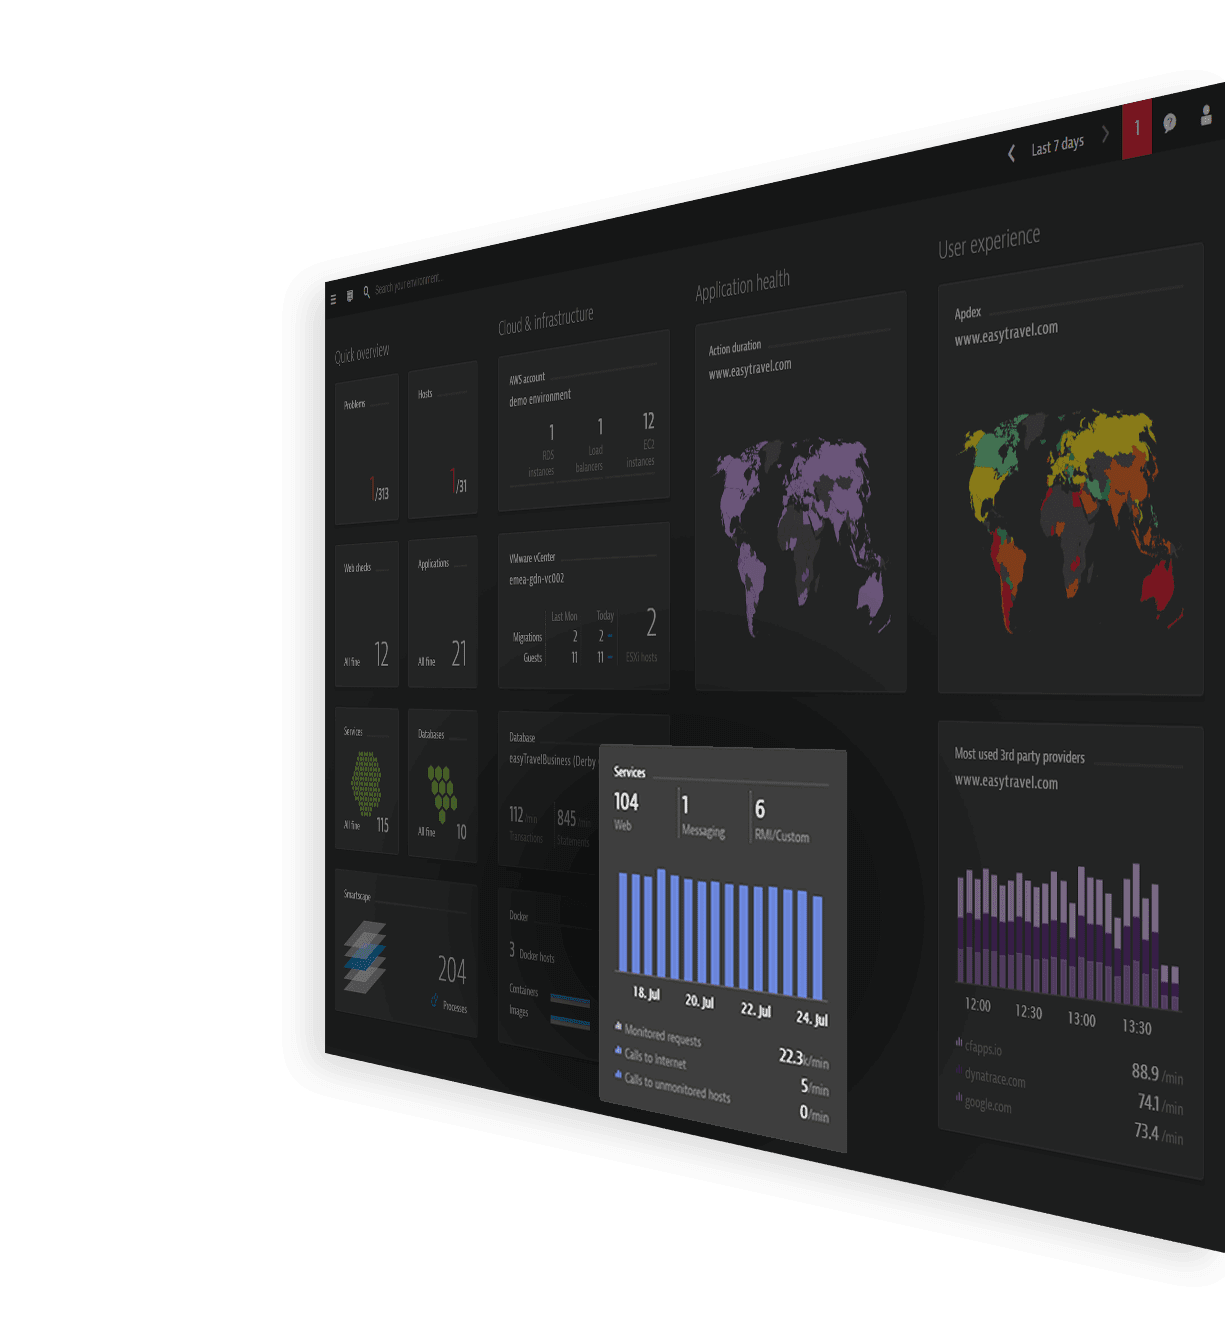 Last 7 days
1
Search your environment...
Quick overview
Problems
1/313
Hosts
1/31
Web checks
All fine 12
Applications
All fine 21
Services
All fine 115
Databases
All fine 10
Smartscape
204
Processes
Cloud & infrastructure
AWS account
demo environment
1 1 12
RDS instances
Load balancers
EC2 instances
VMware vCenter
emea-gdn-vc002
Last Mon Today
Migrations 2 2
Guests 11 11
2
ESXi hosts
Database
easyTravelBusiness (Derby
112 /min 845 /min
Transactions Statements
Docker
3 Docker hosts
Containers
Images
Application health
Action duration
www.easytravel.com
Services
104 1 6
Web Messaging RMI/Custom
18. Jul 20. Jul 22. Jul 24. Jul
Monitored requests 22.3k/min
Calls to Internet 5/min
Calls to unmonitored hosts 0/min
User experience
Apdex
www.easytravel.com
Most used 3rd party providers
www.easytravel.com
12:00 12:30 13:00 13:30
cfapps.io 88.9 /min
dynatrace.com 74.1 /min
google.com 73.4 /min